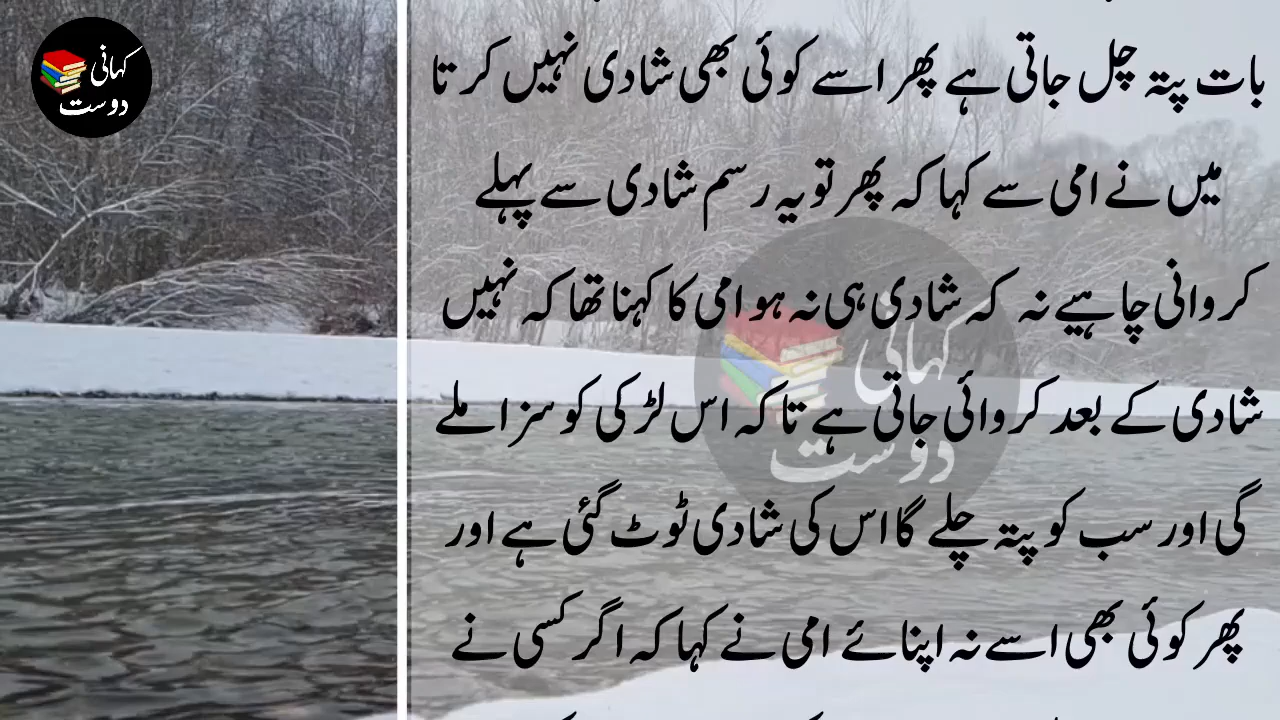 کہانی
دوست
بات پتہ چل جاتی ہے پھر اسے کوئی بھی شادی نہیں کرتا
میں نے امی سے کہا کہ پھر تو یہ رسم شادی سے پہلے
کروانی چاہیے نہ کہ شادی ہی نہ ہو امی کا کہنا تھا کہ نہیں
شادی کے بعد کروائی جاتی ہے تاکہ اس لڑکی کو سزا ملے
گی اور سب کو پتہ چلے گا اس کی شادی ٹوٹ گئی ہے اور
پھر کوئی بھی اسے نہ اپنائے امی نے کہا کہ اگر کسی نے
کہانی
دوست